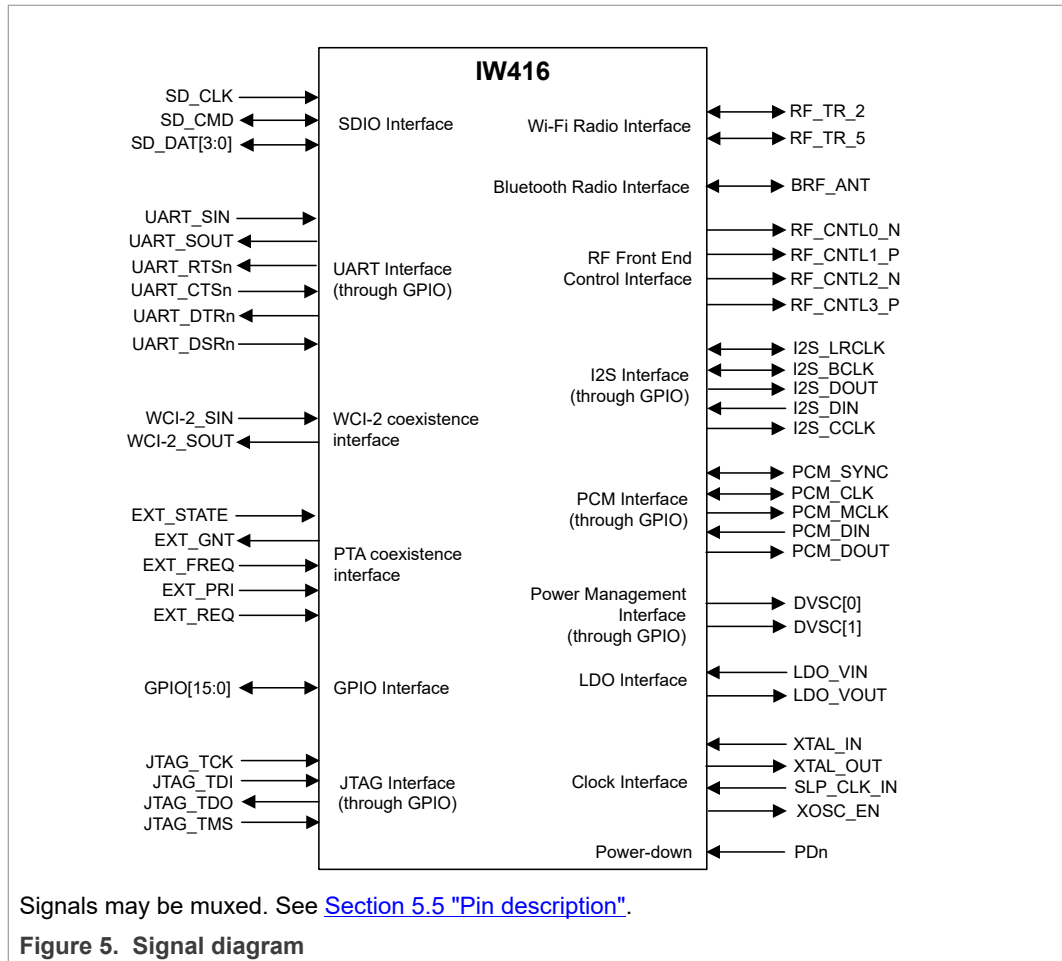 IW416
SD_CLK
SD_CMD
SD_DAT[3:0]
SDIO Interface
UART_SIN
UART_SOUT
UART_RTSn
UART_CTSn
UART_DTRn
UART_DSRn
UART Interface
(through GPIO)
WCI-2_SIN
WCI-2_SOUT
WCI-2 coexistence
interface
EXT_STATE
EXT_GNT
EXT_FREQ
EXT_PRI
EXT_REQ
PTA coexistence
interface
GPIO[15:0]
GPIO Interface
JTAG_TCK
JTAG_TDI
JTAG_TDO
JTAG_TMS
JTAG Interface
(through GPIO)
Wi-Fi Radio Interface
RF_TR_2
RF_TR_5
Bluetooth Radio Interface
BRF_ANT
RF Front End
Control Interface
RF_CNTL0_N
RF_CNTL1_P
RF_CNTL2_N
RF_CNTL3_P
I2S Interface
(through GPIO)
I2S_LRCLK
I2S_BCLK
I2S_DOUT
I2S_DIN
I2S_CCLK
PCM Interface
(through GPIO)
PCM_SYNC
PCM_CLK
PCM_MCLK
PCM_DIN
PCM_DOUT
Power Management
Interface
(through GPIO)
DVSC[0]
DVSC[1]
LDO Interface
LDO_VIN
LDO_VOUT
Clock Interface
XTAL_IN
XTAL_OUT
SLP_CLK_IN
XOSC_EN
Power-down
PDn
Signals may be muxed. See Section 5.5 "Pin description".
Figure 5. Signal diagram